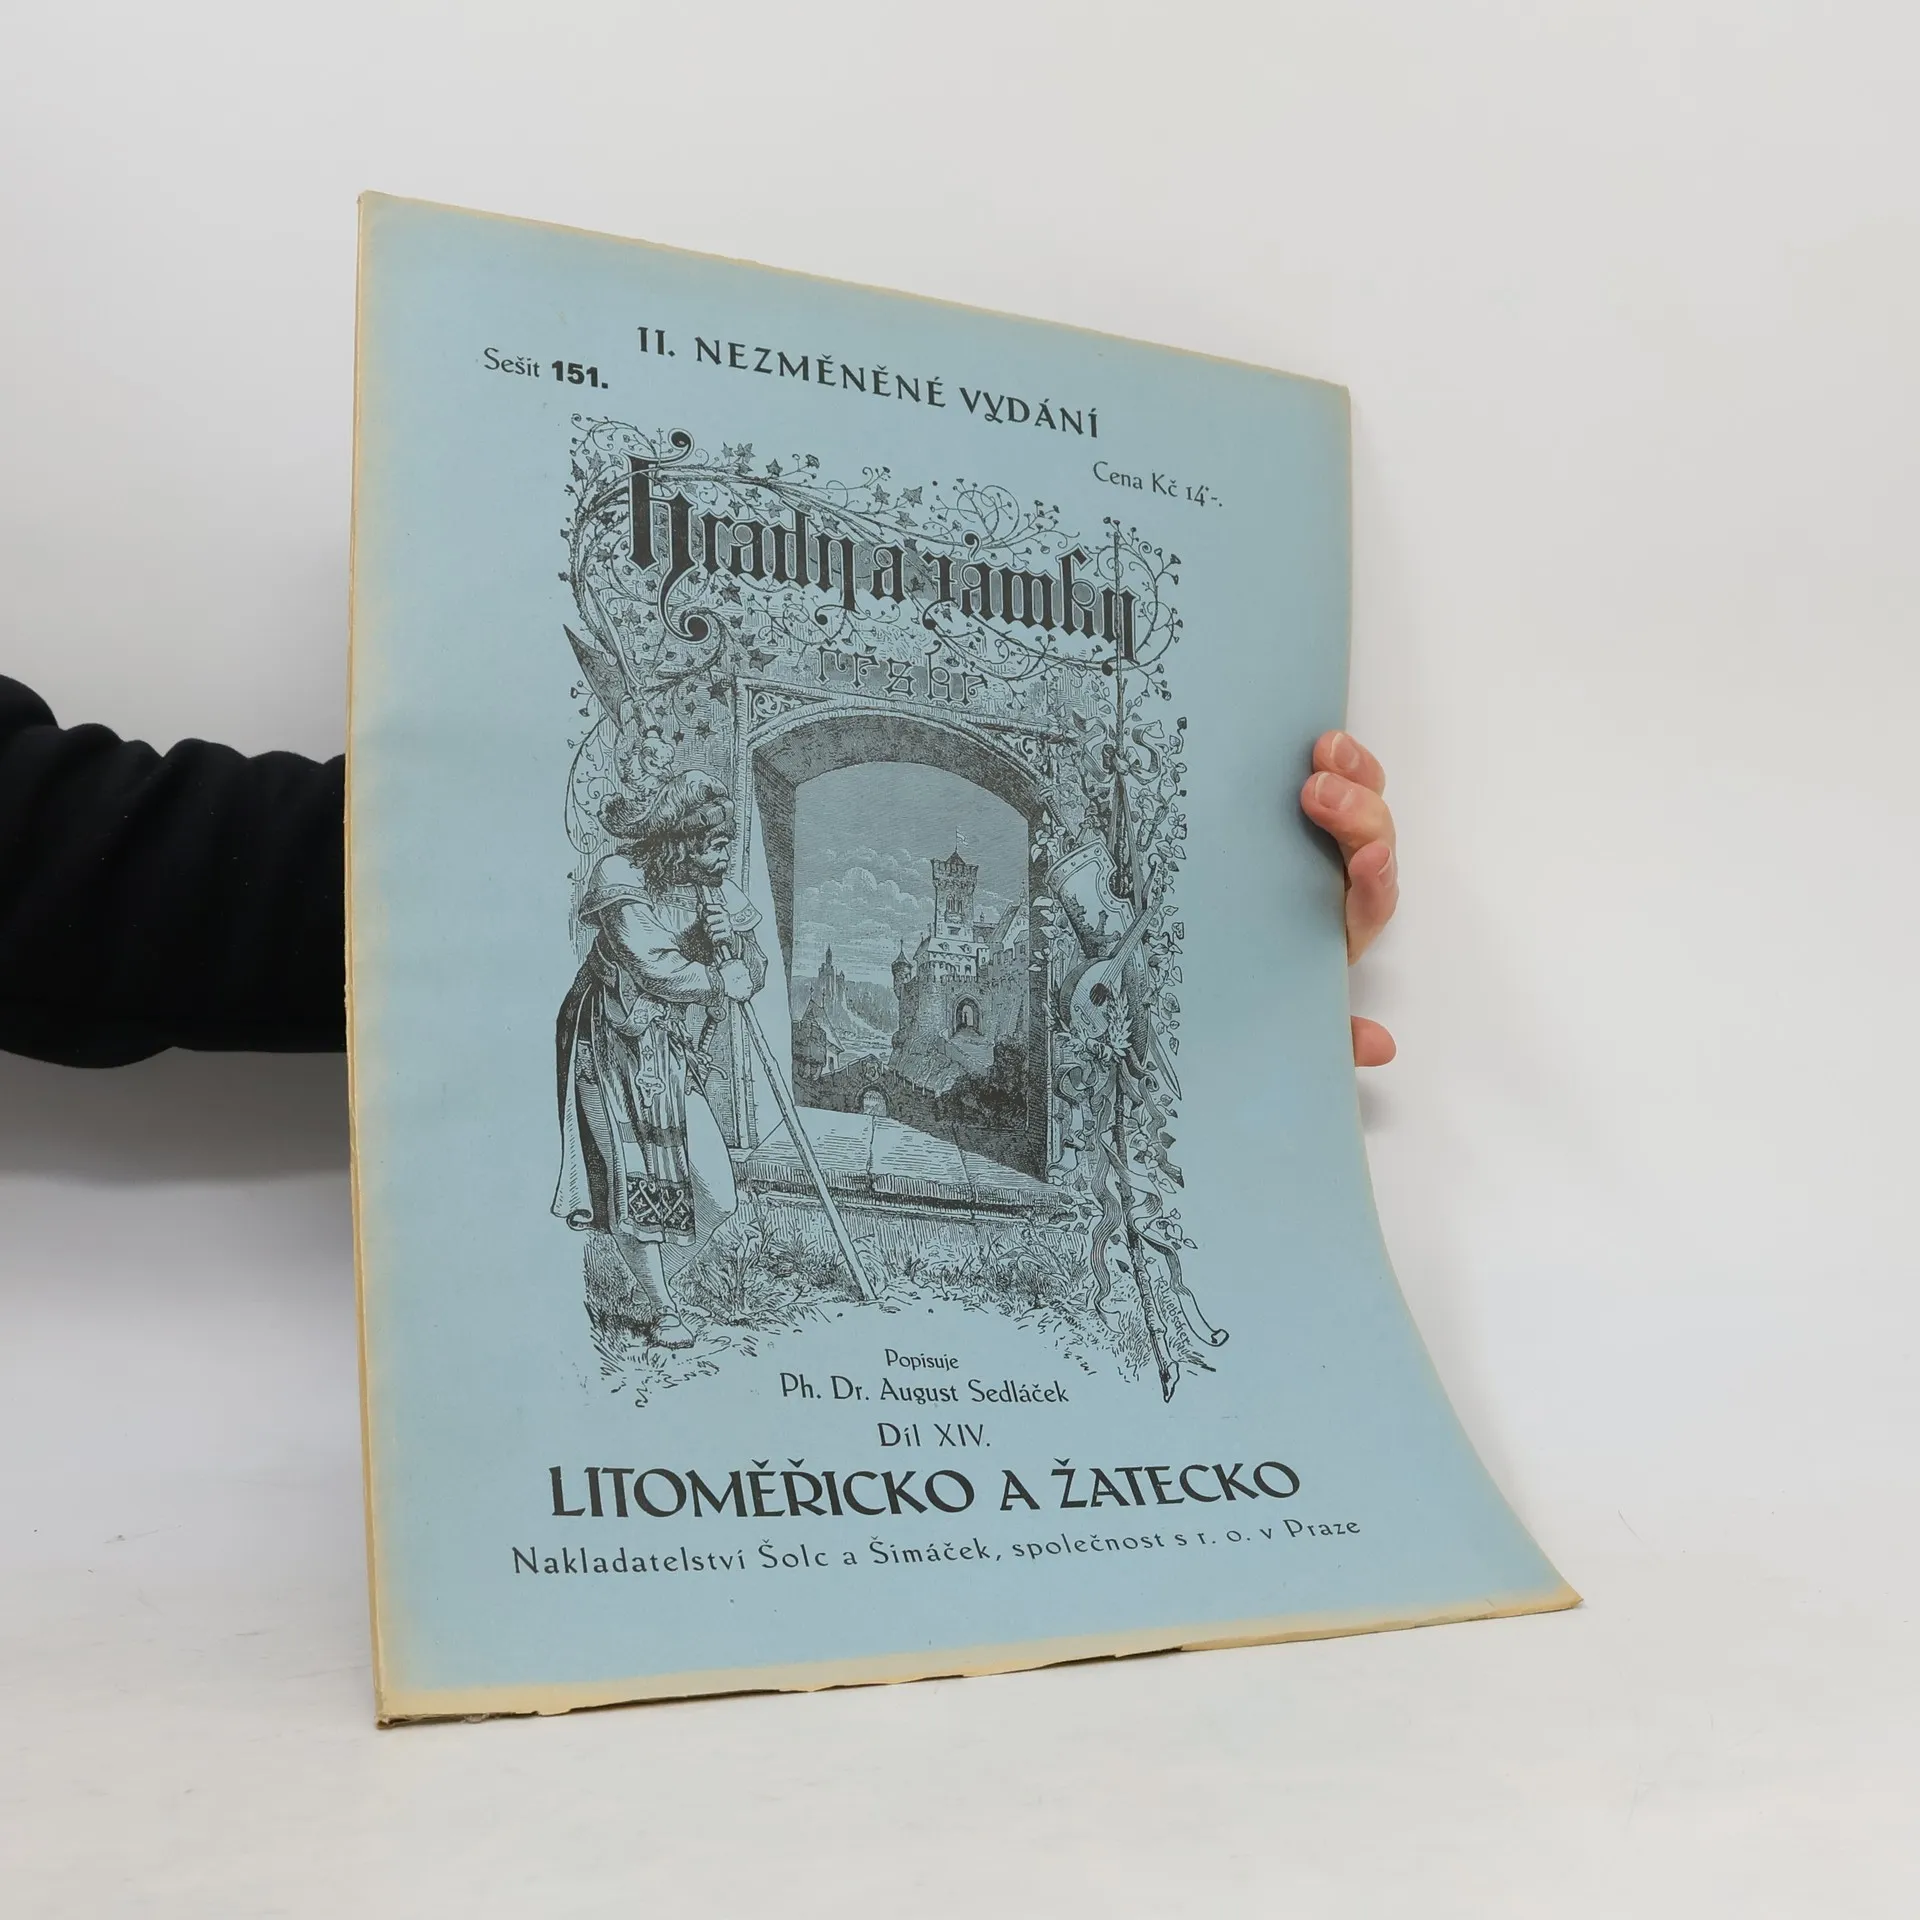 II. NEZMĚNĚNÉ VYDÁNÍ
Sešit 151.
Cena Kč 14·-.
Hrady a zámky
české
A. Liebscher
Popisuje
Ph. Dr. August Sedláček
Díl XIV.
LITOMĚŘICKO A ŽATECKO
Nakladatelství Šolc a Šimáček, společnost s r. o. v Praze